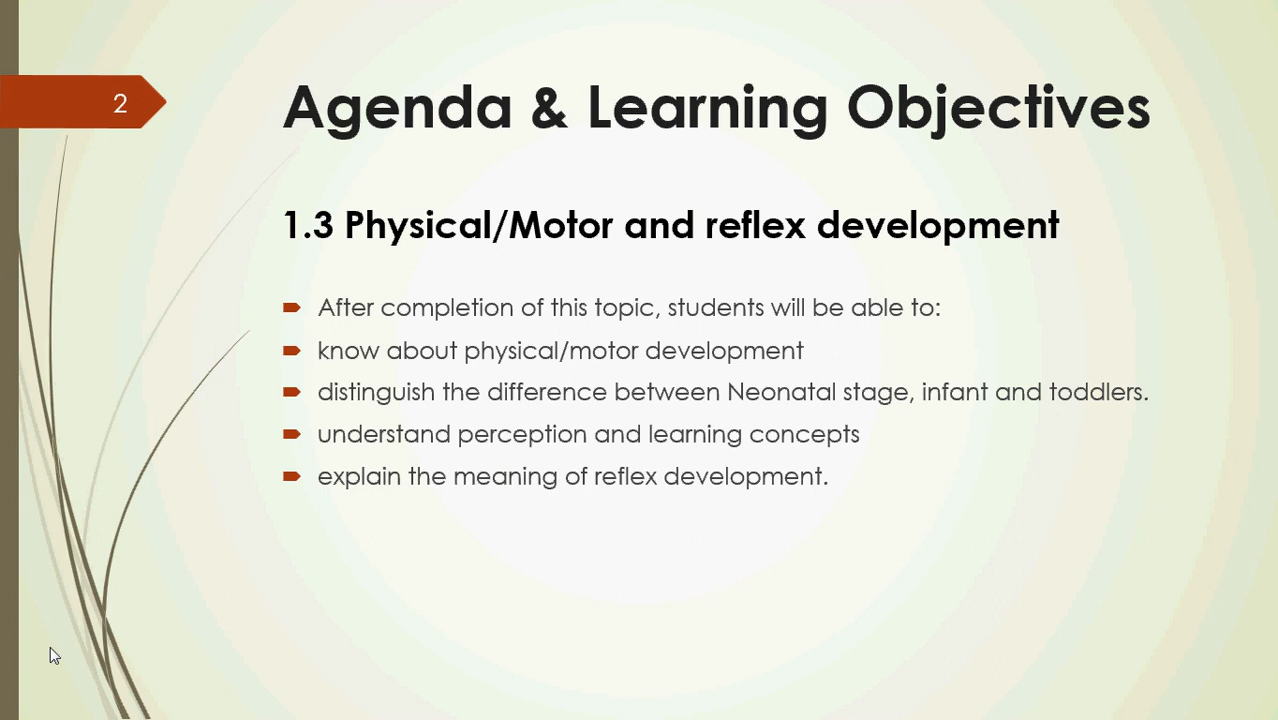 2
Agenda & Learning Objectives
1.3 Physical/Motor and reflex development
After completion of this topic, students will be able to:
know about physical/motor development
distinguish the difference between Neonatal stage, infant and toddlers.
understand perception and learning concepts
explain the meaning of reflex development.